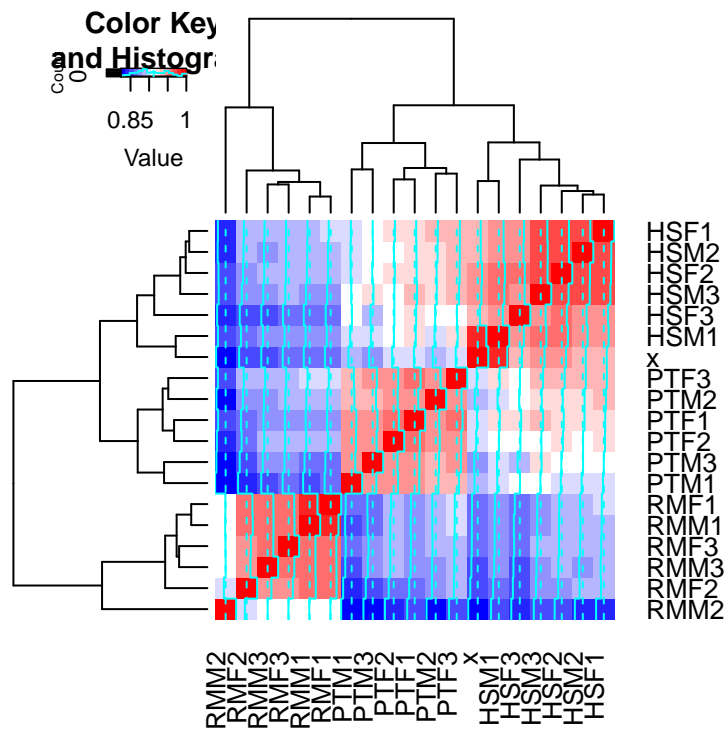 Color Key
and Histogra
Coun
0
0.85 1
Value
HSF1
HSM2
HSF2
HSM3
HSF3
HSM1
x
PTF3
PTM2
PTF1
PTF2
PTM3
PTM1
RMF1
RMM1
RMF3
RMM3
RMF2
RMM2
RMM2 RMF2 RMM3 RMF3 RMM1 RMF1 PTM1 PTM3 PTF2 PTF1 PTM2 PTF3 x HSM1 HSF3 HSM3 HSF2 HSM2 HSF1